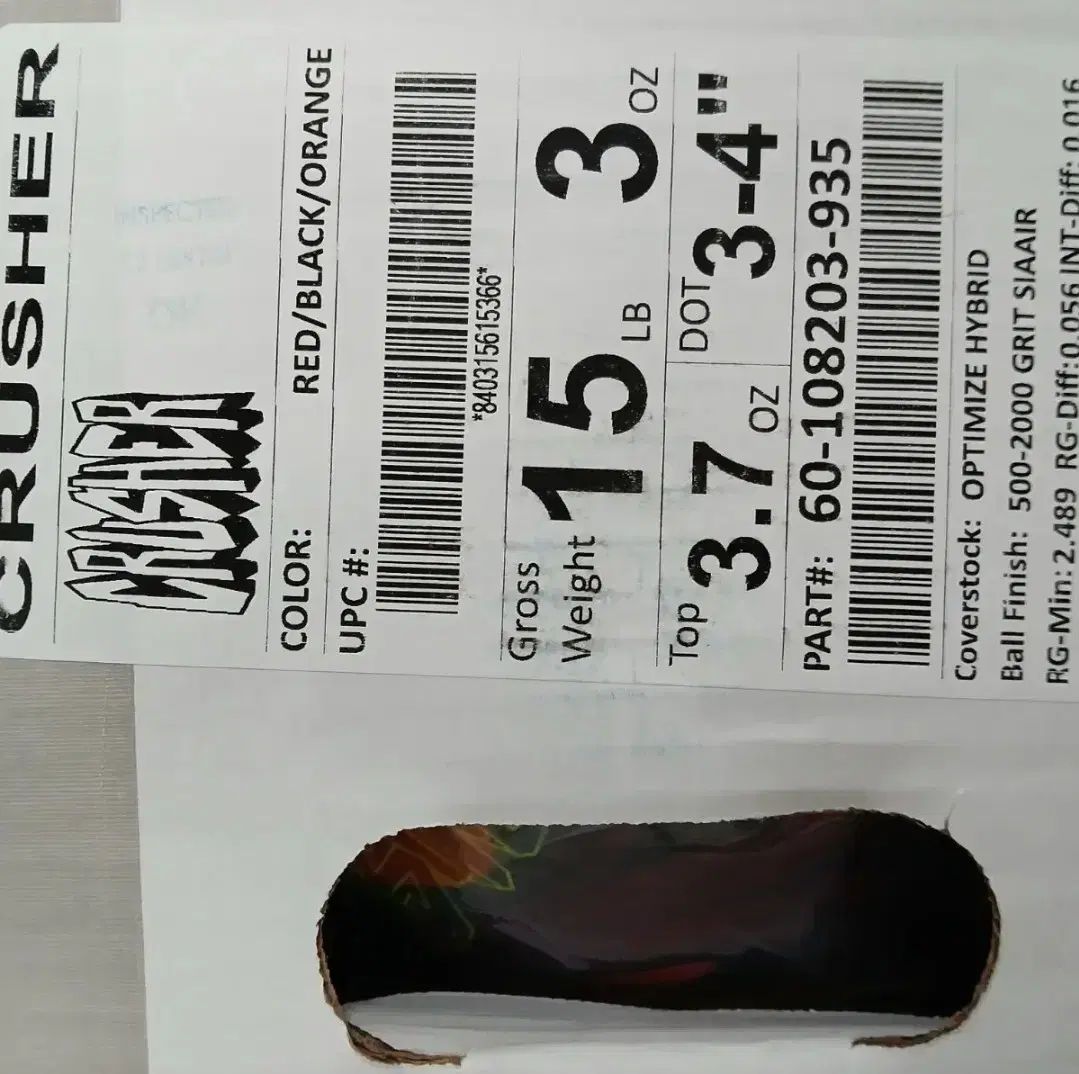 CRUSHER
CRUSHER
COLOR: RED/BLACK/ORANGE
UPC #:
*840315615366*
Gross Weight 15 LB 3 OZ
Top 3.7 OZ DOT 3-4"
PART#: 60-108203-935
Coverstock: OPTIMIZE HYBRID
Ball Finish: 500-2000 GRIT SIAAIR
RG-Min: 2.489 RG-Diff:0.056 INT-Diff: 0.016